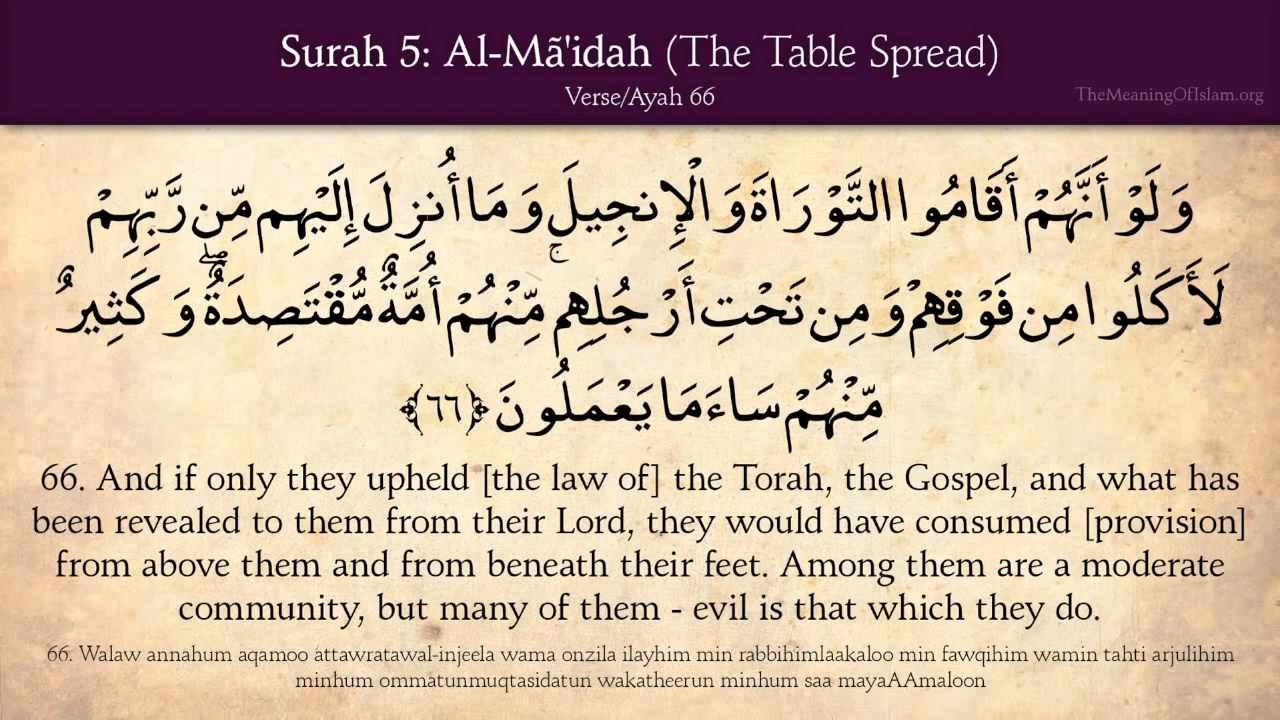 Surah 5: Al-Mã'idah (The Table Spread)
Verse/Ayah 66
TheMeaningOfIslam.org
وَلَوْ أَنَّهُمْ أَقَامُوا التَّوْرَاةَ وَالْإِنجِيلَ وَمَا أُنزِلَ إِلَيْهِم مِّن رَّبِّهِمْ
لَأَكَلُوا مِن فَوْقِهِمْ وَمِن تَحْتِ أَرْجُلِهِم ۚ مِّنْهُمْ أُمَّةٌ مُّقْتَصِدَةٌ ۖ وَكَثِيرٌ
مِّنْهُمْ سَاءَ مَا يَعْمَلُونَ ﴿٦٦﴾
66. And if only they upheld [the law of] the Torah, the Gospel, and what has
been revealed to them from their Lord, they would have consumed [provision]
from above them and from beneath their feet. Among them are a moderate
community, but many of them - evil is that which they do.
66. Walaw annahum aqamoo attawratawal-injeela wama onzila ilayhim min rabbihimlaakaloo min fawqihim wamin tahti arjulihim
minhum ommatunmuqtasidatun wakatheerun minhum saa mayaAAmaloon